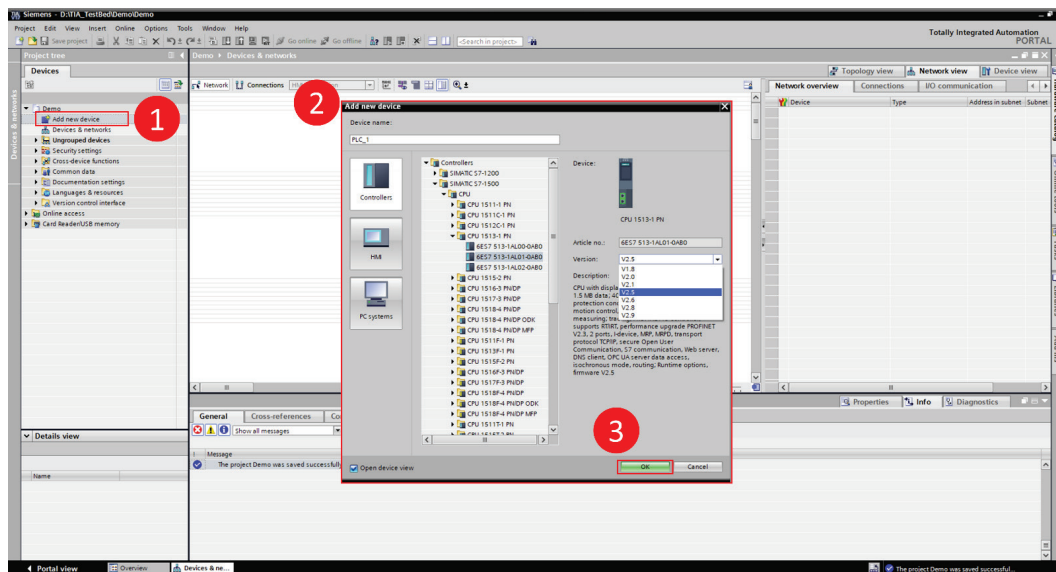 Siemens - D:\TIA_TestBed\Demo\Demo
Project Edit View Insert Online Options Tools Window Help
Totally Integrated Automation
PORTAL
Save project
Go online
Go offline
<Search in project>
Project tree
Demo › Devices & networks
Devices
Topology view
Network view
Device view
Network
Connections
Network overview
Connections
I/O communication
Device
Type
Address in subnet
Subnet
Demo
Add new device
Devices & networks
Ungrouped devices
Security settings
Cross-device functions
Common data
Documentation settings
Languages & resources
Version control interface
Online access
Card Reader/USB memory
1
2
Add new device
Device name:
PLC_1
Controllers
HMI
PC systems
Controllers
SIMATIC S7-1200
SIMATIC S7-1500
CPU
CPU 1511-1 PN
CPU 1511C-1 PN
CPU 1512C-1 PN
CPU 1513-1 PN
6ES7 513-1AL00-0AB0
6ES7 513-1AL01-0AB0
6ES7 513-1AL02-0AB0
CPU 1515-2 PN
CPU 1516-3 PN/DP
CPU 1517-3 PN/DP
CPU 1518-4 PN/DP
CPU 1518-4 PN/DP ODK
CPU 1518-4 PN/DP MFP
CPU 1511F-1 PN
CPU 1513F-1 PN
CPU 1515F-2 PN
CPU 1516F-3 PN/DP
CPU 1517F-3 PN/DP
CPU 1518F-4 PN/DP
CPU 1518F-4 PN/DP ODK
CPU 1518F-4 PN/DP MFP
CPU 1511T-1 PN
Device:
CPU 1513-1 PN
Article no.: 6ES7 513-1AL01-0AB0
Version: V2.5
V1.8
V2.0
V2.1
V2.5
V2.6
V2.8
V2.9
Description:
CPU with displa
1.5 MB data; 40
protection con
motion control,
measuring, tra
supports RT/IRT, performance upgrade PROFINET
V2.3, 2 ports, I-device, MRP, MRPD, transport
protocol TCP/IP, secure Open User
Communication, S7 communication, Web server,
DNS client, OPC UA server data access,
isochronous mode, routing; Runtime options,
firmware V2.5
3
Open device view
OK
Cancel
Properties
Info
Diagnostics
General
Cross-references
Co
Show all messages
Message
The project Demo was saved successfully
Details view
Name
Portal view
Overview
Devices & ne...
The project Demo was saved successful...